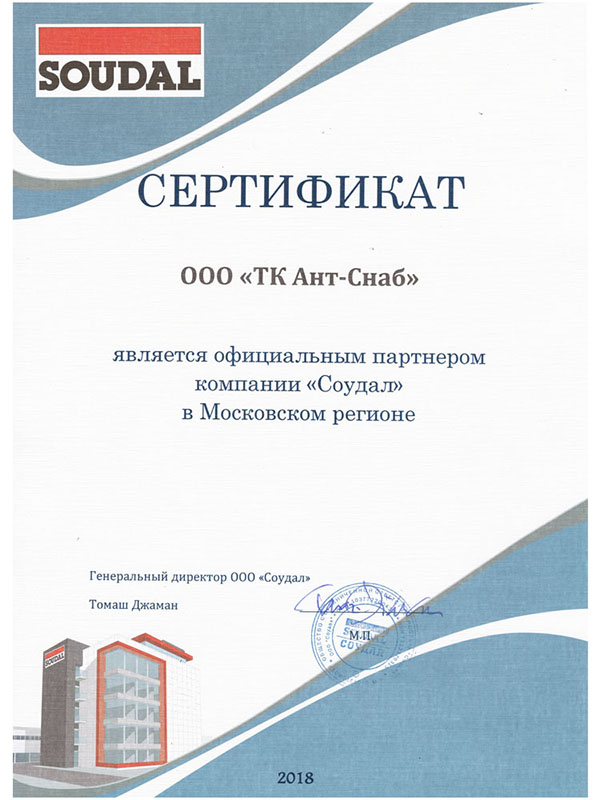 SOUDAL
СЕРТИФИКАТ
ООО «ТК Ант-Снаб»
является официальным партнером
компании «Соудал»
в Московском регионе
Генеральный директор ООО «Соудал»
Томаш Джаман
М.П.
СОУДАЛ
SOUDAL
2018